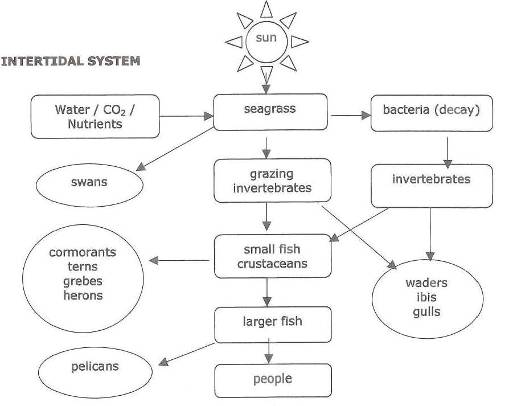 sun
INTERTIDAL SYSTEM
Water / CO₂ /
Nutrients
seagrass
bacteria (decay)
swans
grazing
invertebrates
invertebrates
cormorants
terns
grebes
herons
small fish
crustaceans
waders
ibis
gulls
larger fish
pelicans
people